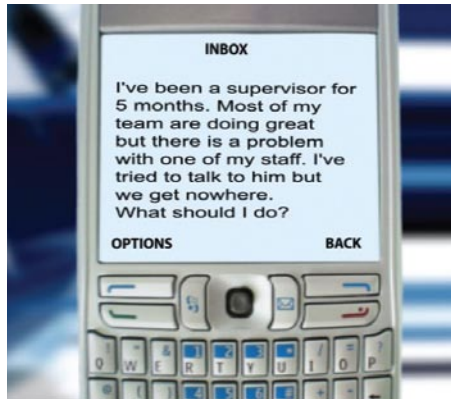 INBOX
I've been a supervisor for
5 months. Most of my
team are doing great
but there is a problem
with one of my staff. I've
tried to talk to him but
we get nowhere.
What should I do?
OPTIONS BACK
Q W E R T Y U I O P